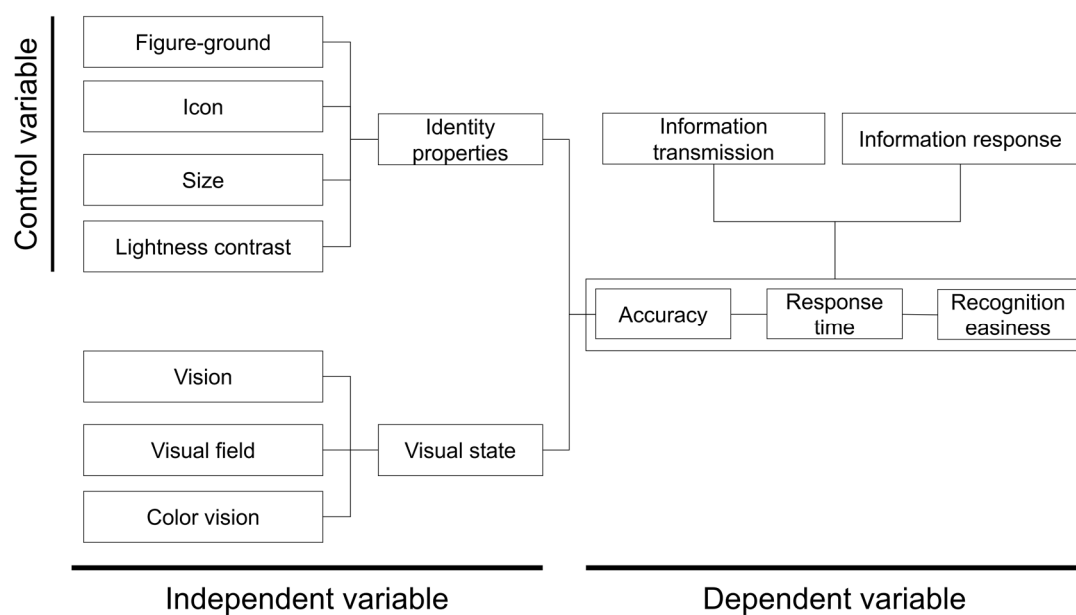 Control variable
Figure-ground
Icon
Size
Lightness contrast
Identity
properties
Information
transmission
Information response
Accuracy
Response
time
Recognition
easiness
Vision
Visual field
Color vision
Visual state
Independent variable
Dependent variable